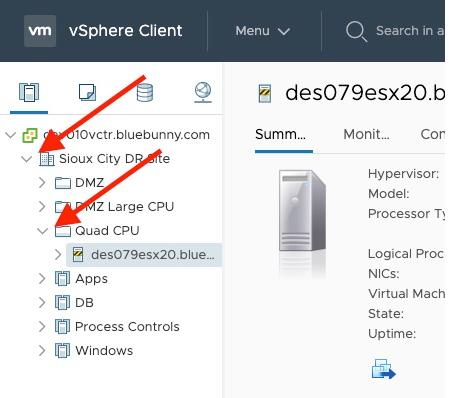 vm vSphere Client Menu Search in a
des079esx20.b
Summ... Monit... Con
010vctr.bluebunny.com
Sioux City DR Site
DMZ
DMZ Large CPU
Quad CPU
des079esx20.blue...
Apps
DB
Process Controls
Windows
Hypervisor:
Model:
Processor Ty
Logical Proc
NICs:
Virtual Mach
State:
Uptime: